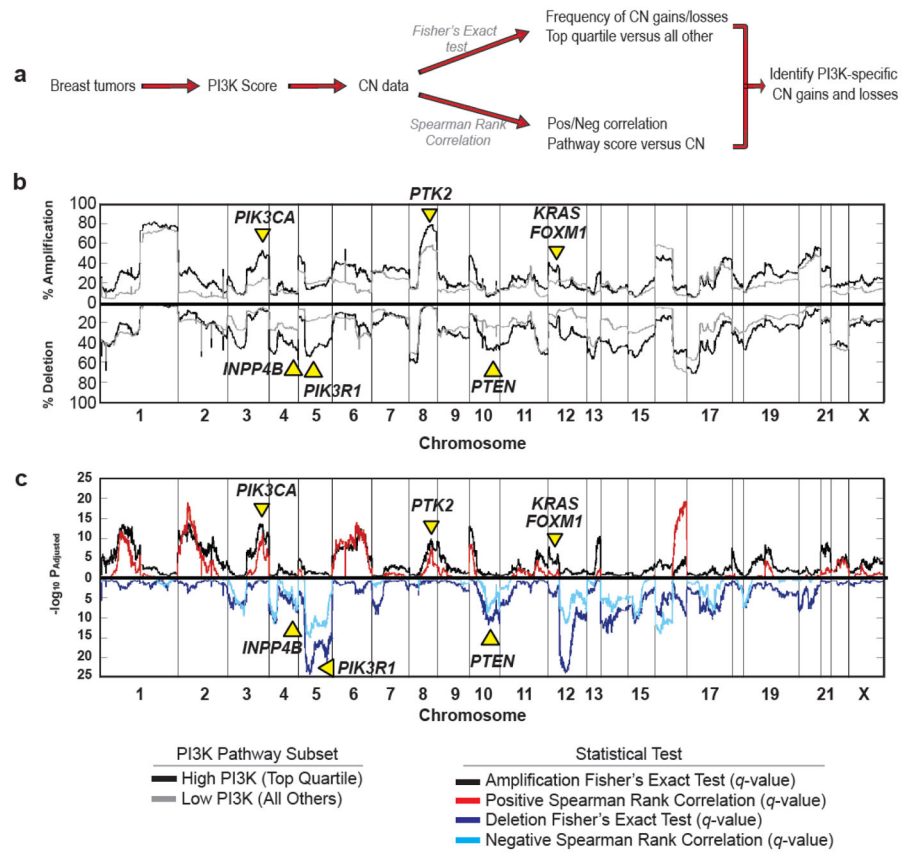 a
Breast tumors
PI3K Score
CN data
Fisher's Exact
test
Spearman Rank
Correlation
Frequency of CN gains/losses
Top quartile versus all other
Pos/Neg correlation
Pathway score versus CN
Identify PI3K-specific
CN gains and losses
b
% Amplification
100
80
60
40
20
0
% Deletion
20
40
60
80
100
PIK3CA
PTK2
KRAS
FOXM1
INPP4B
PIK3R1
PTEN
1 2 3 4 5 6 7 8 9 10 11 12 13 15 17 19 21 X
Chromosome
c
-log10 PAdjusted
25
20
15
10
5
0
5
10
15
20
25
PIK3CA
PTK2
KRAS
FOXM1
INPP4B
PIK3R1
PTEN
1 2 3 4 5 6 7 8 9 10 11 12 13 15 17 19 21 X
Chromosome
PI3K Pathway Subset
High PI3K (Top Quartile)
Low PI3K (All Others)
Statistical Test
Amplification Fisher's Exact Test (q-value)
Positive Spearman Rank Correlation (q-value)
Deletion Fisher's Exact Test (q-value)
Negative Spearman Rank Correlation (q-value)